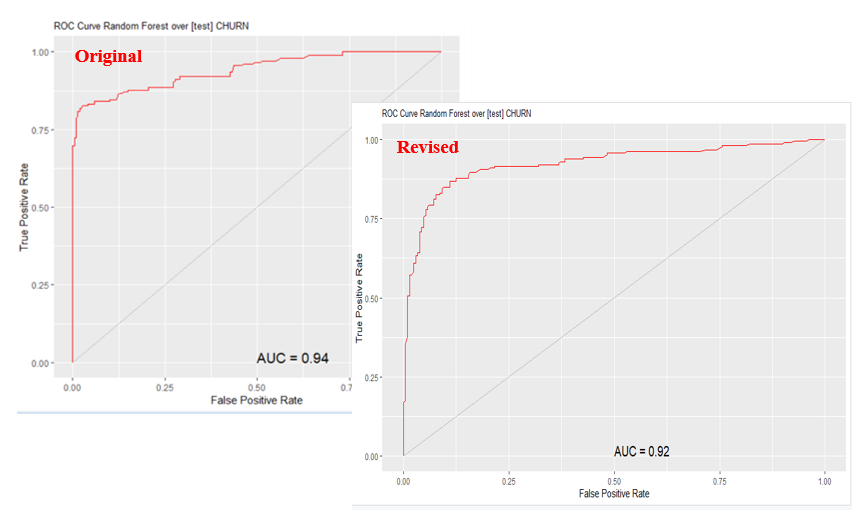 ROC Curve Random Forest over [test] CHURN
Original
1.00
0.75
0.50
0.25
0.00
True Positive Rate
AUC = 0.94
0.00 0.25 0.50 0.7
False Positive Rate
ROC Curve Random Forest over [test] CHURN
Revised
1.00
0.75
0.50
0.25
0.00
True Positive Rate
AUC = 0.92
0.00 0.25 0.50 0.75 1.00
False Positive Rate